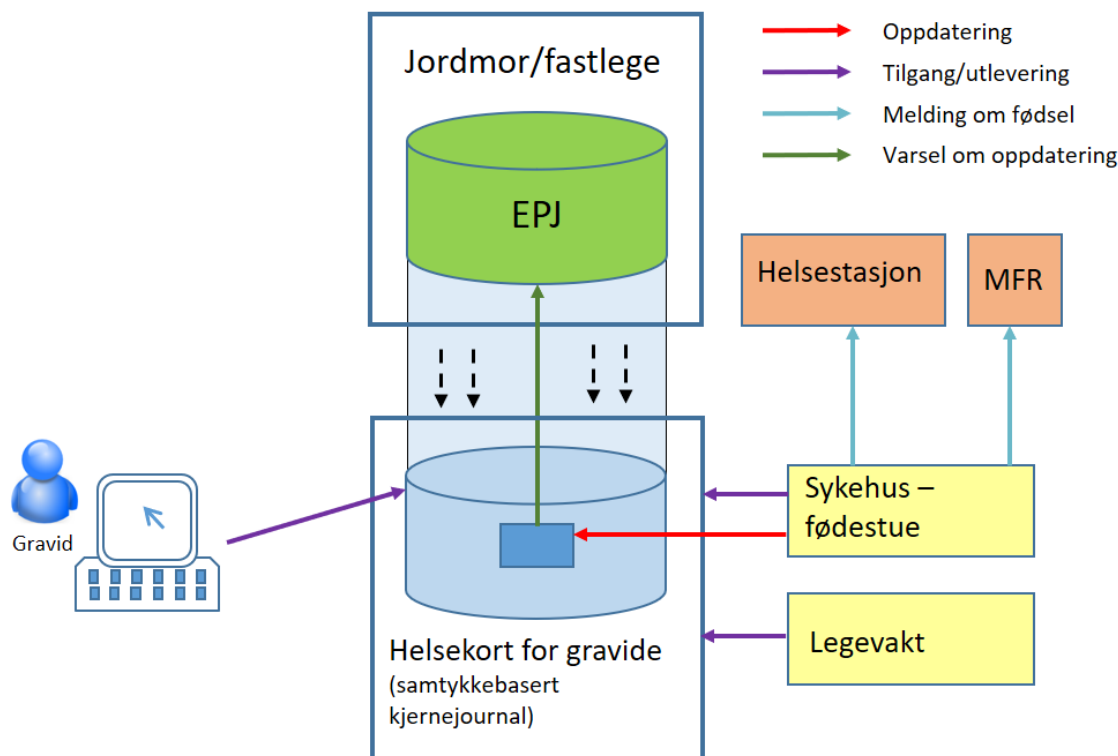 Jordmor/fastlege
EPJ
Oppdatering
Tilgang/utlevering
Melding om fødsel
Varsel om oppdatering
Helsestasjon
MFR
Gravid
Sykehus –
fødestue
Legevakt
Helsekort for gravide
(samtykkebasert
kjernejournal)